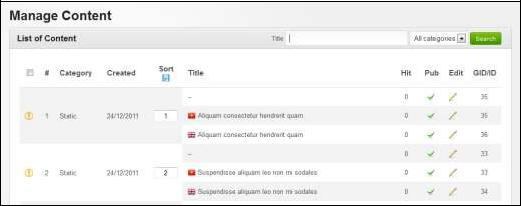 Manage Content
List of Content Title All categories Search
# Category Created Sort Title Hit Pub Edit GID/ID
– 0 35
1 Static 24/12/2011 1 Aliquam consectetur hendrerit quam 0 35
Aliquam consectetur hendrerit quam 0 36
– 0 33
2 Static 24/12/2011 2 Suspendisse aliquam leo non mi sodales 0 33
Suspendisse aliquam leo non mi sodales 0 34